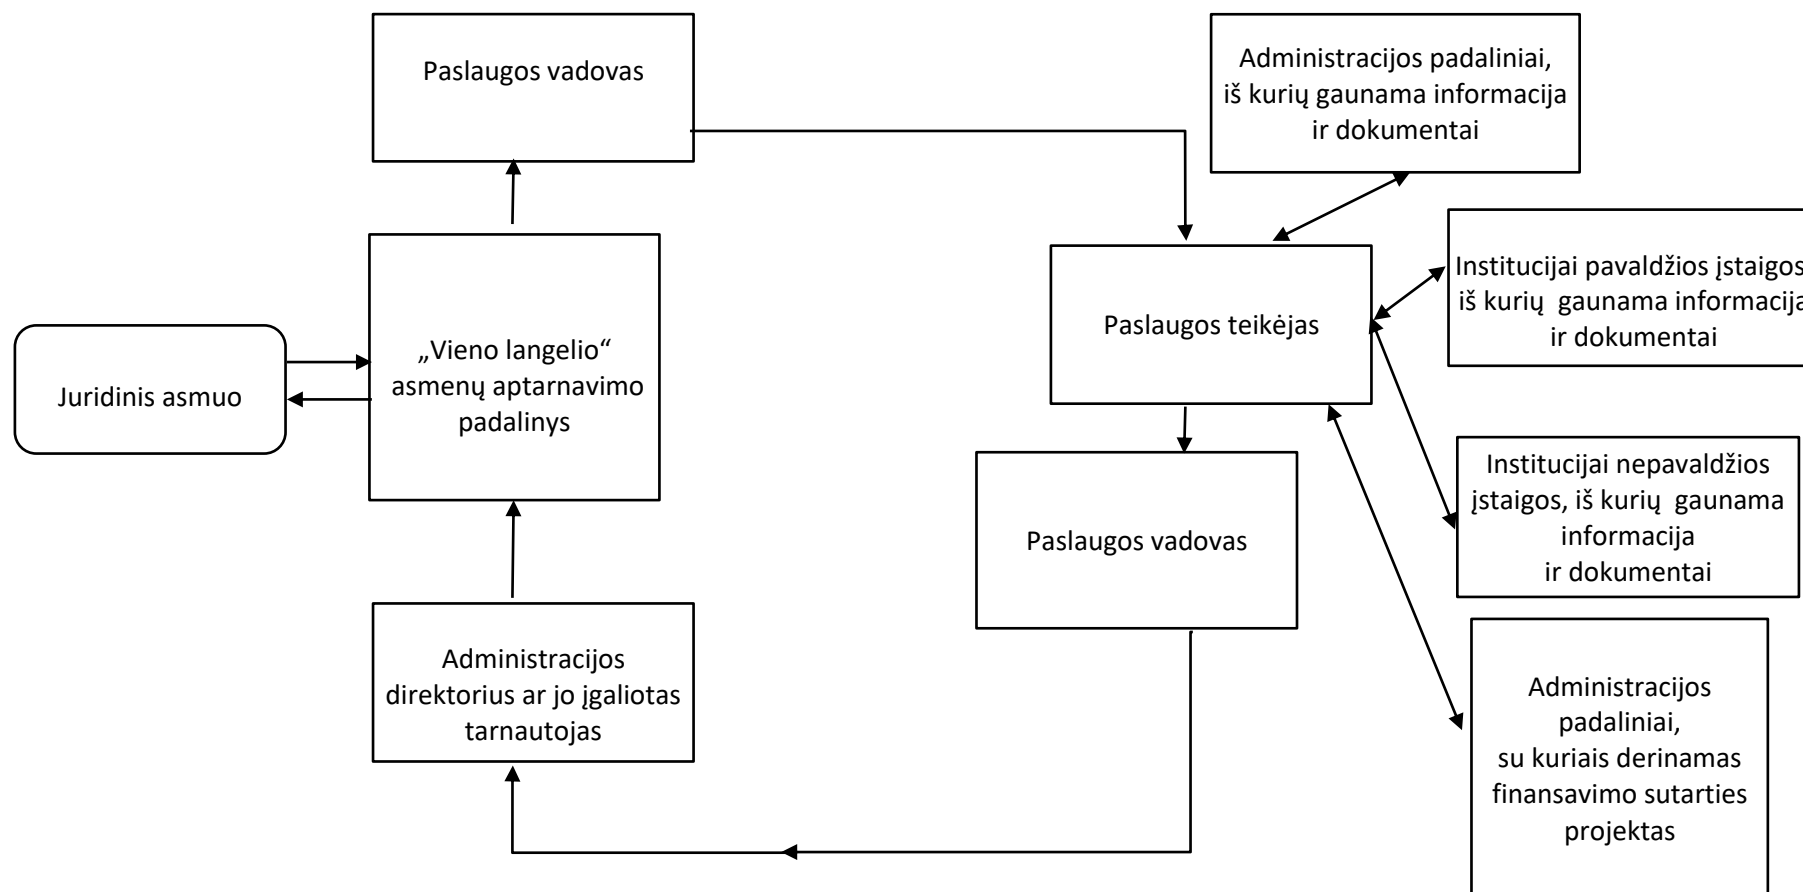 Paslaugos vadovas
Administracijos padaliniai,
iš kurių gaunama informacija
ir dokumentai
Institucijai pavaldžios įstaigos
iš kurių gaunama informacija
ir dokumentai
Paslaugos teikėjas
„Vieno langelio“
asmenų aptarnavimo
padalinys
Juridinis asmuo
Institucijai nepavaldžios
įstaigos, iš kurių gaunama
informacija
ir dokumentai
Paslaugos vadovas
Administracijos
direktorius ar jo įgaliotas
tarnautojas
Administracijos
padaliniai,
su kuriais derinamas
finansavimo sutarties
projektas